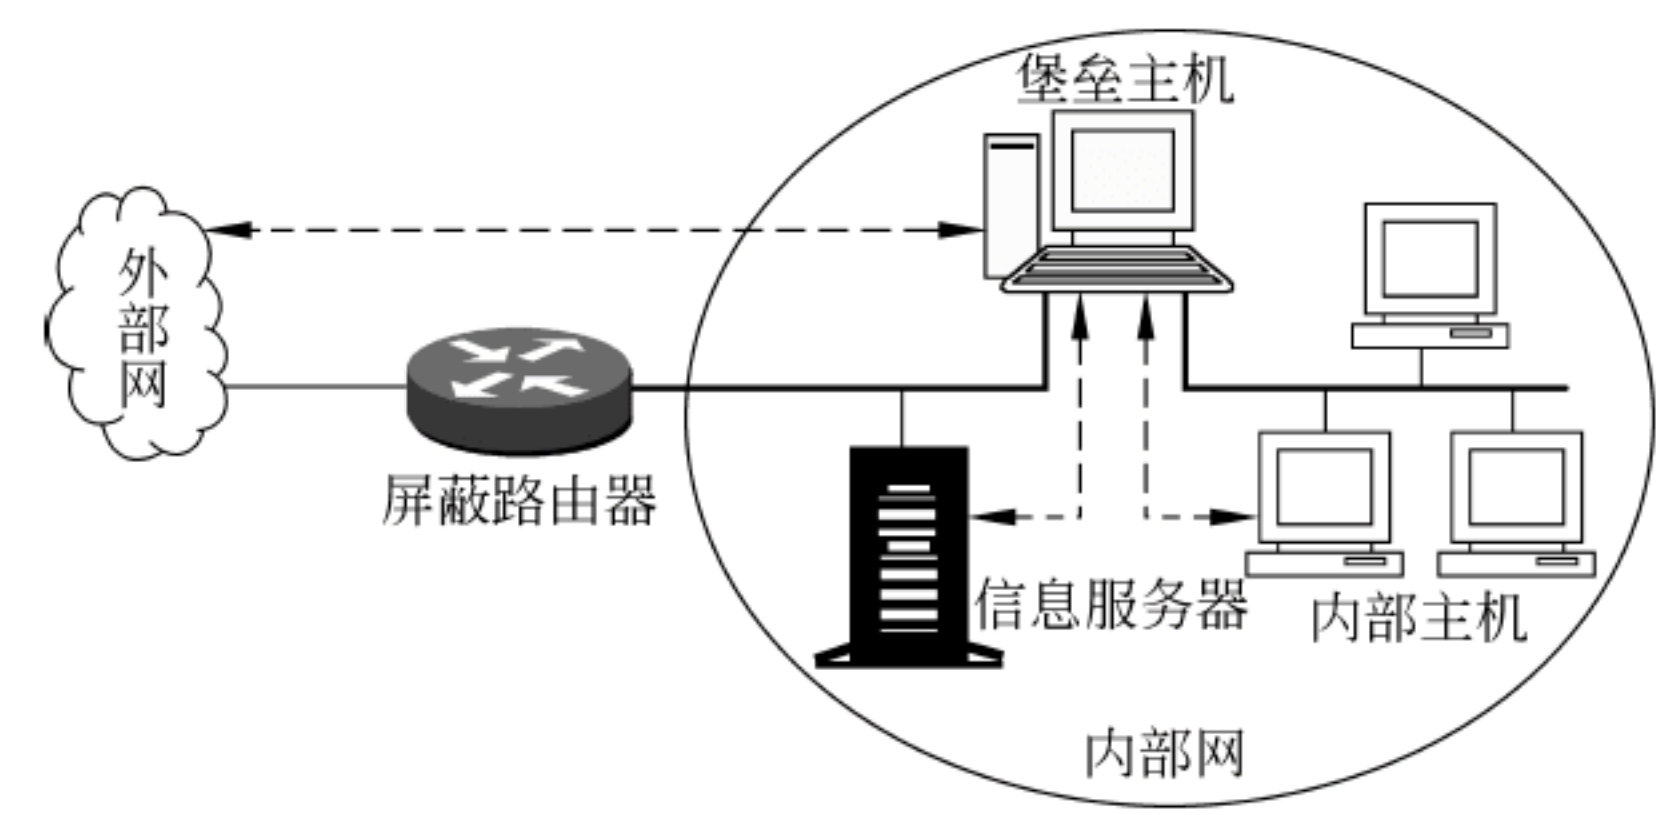 堡垒主机
外部网
屏蔽路由器
信息服务器
内部主机
内部网